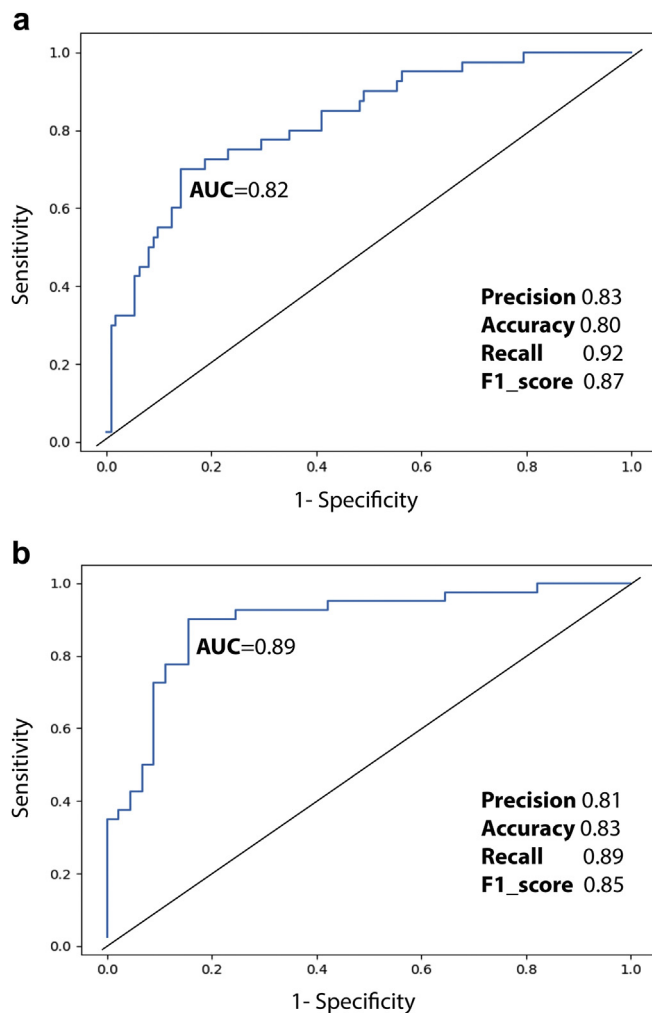 a
1.0
0.8
0.6
0.4
0.2
0.0
Sensitivity
AUC=0.82
Precision 0.83
Accuracy 0.80
Recall 0.92
F1_score 0.87
0.0 0.2 0.4 0.6 0.8 1.0
1- Specificity
b
1.0
0.8
0.6
0.4
0.2
0.0
Sensitivity
AUC=0.89
Precision 0.81
Accuracy 0.83
Recall 0.89
F1_score 0.85
0.0 0.2 0.4 0.6 0.8 1.0
1- Specificity